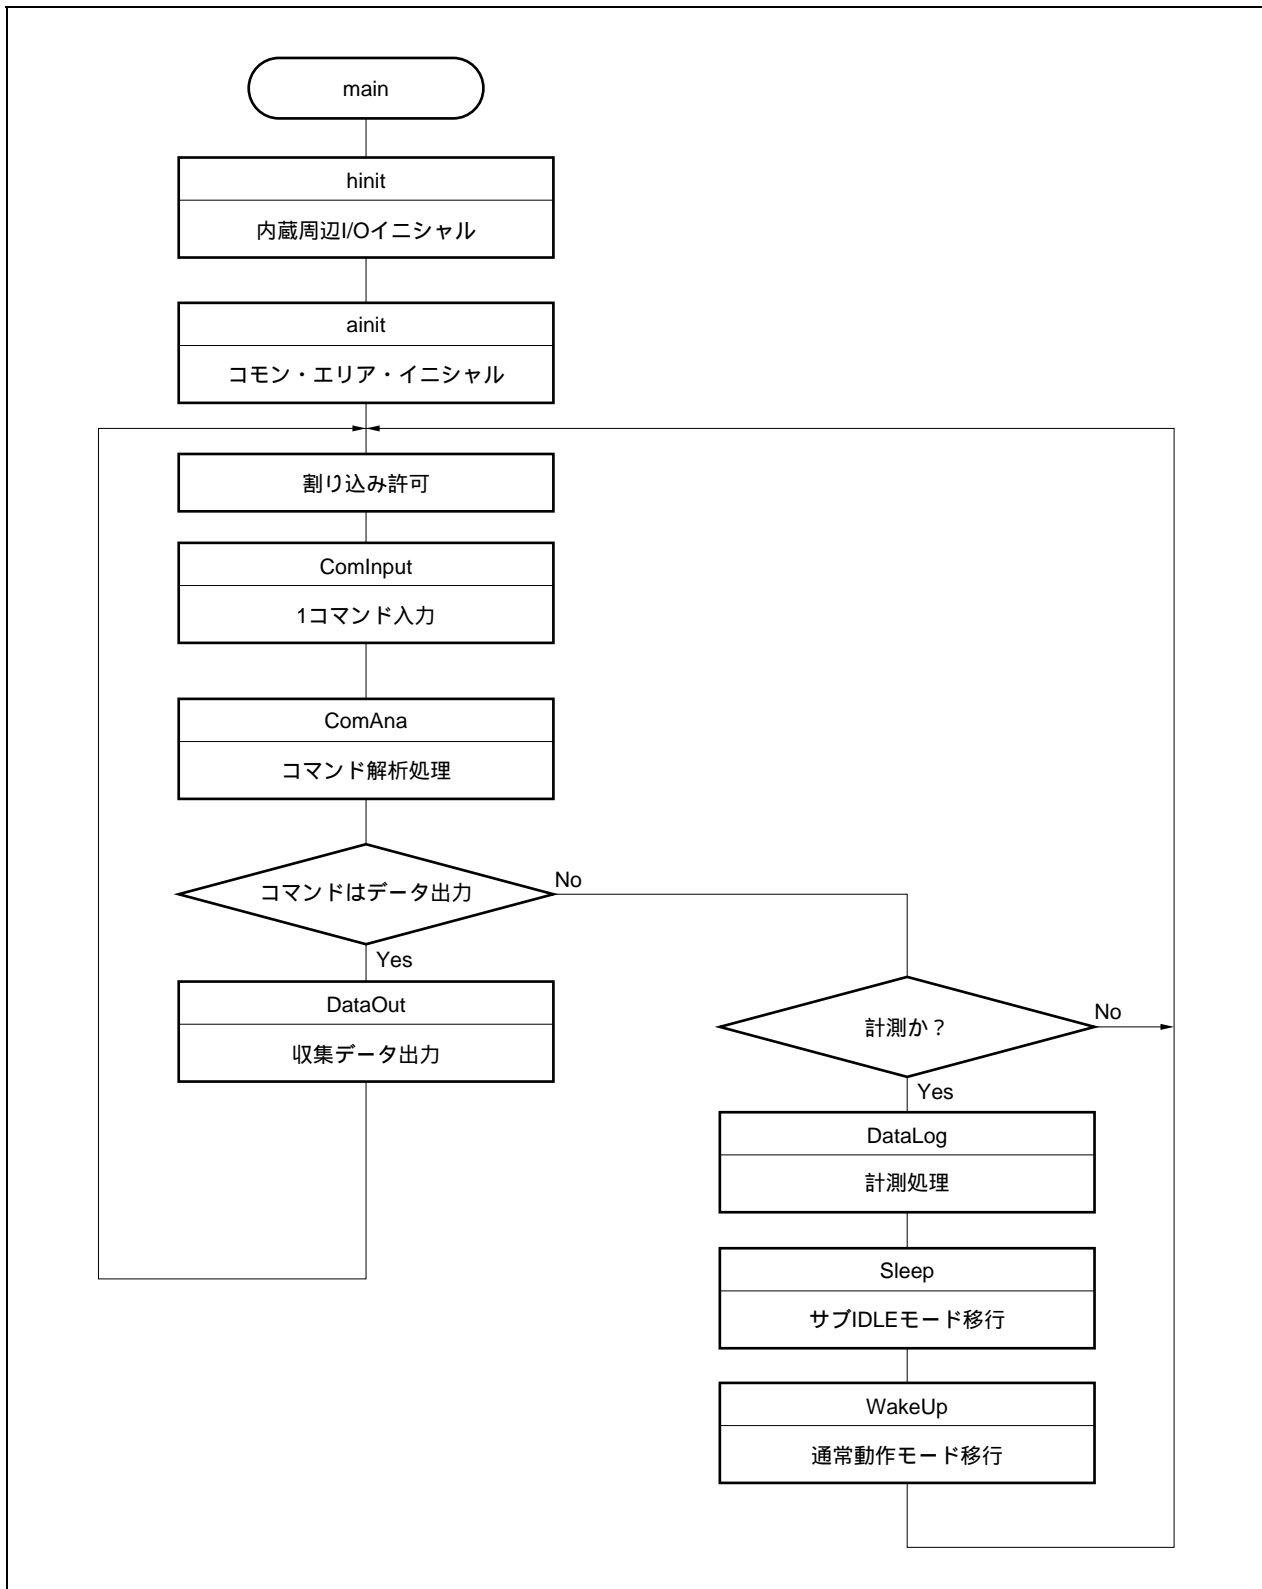 main
hinit
内蔵周辺I/Oイニシャル
ainit
コモン・エリア・イニシャル
割り込み許可
ComInput
1コマンド入力
ComAna
コマンド解析処理
コマンドはデータ出力
No
Yes
DataOut
収集データ出力
計測か？
No
Yes
DataLog
計測処理
Sleep
サブIDLEモード移行
WakeUp
通常動作モード移行